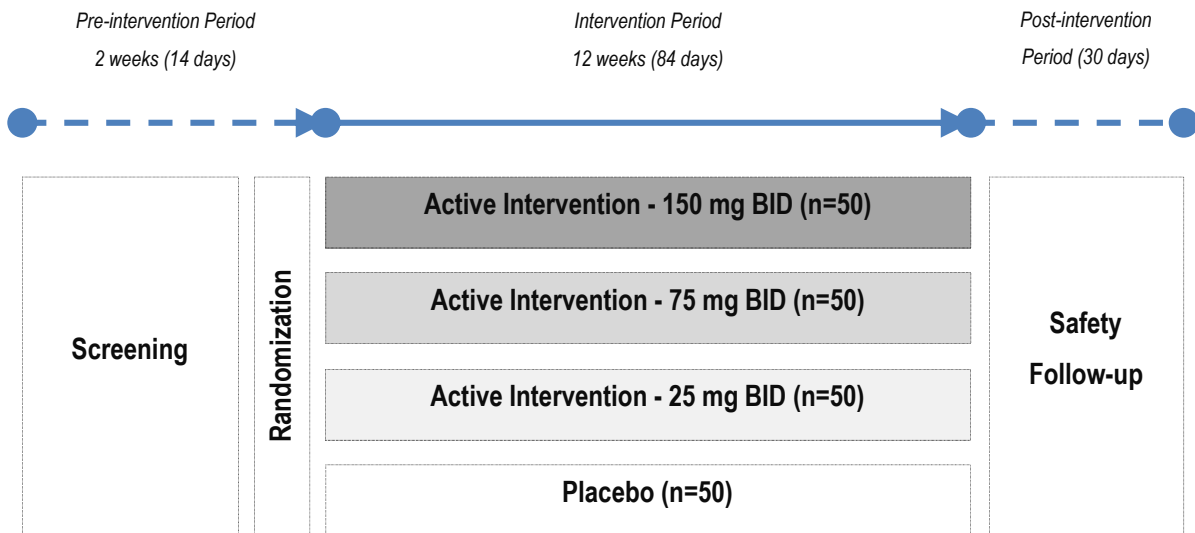 Pre-intervention Period
2 weeks (14 days)
Intervention Period
12 weeks (84 days)
Post-intervention
Period (30 days)
Screening
Randomization
Active Intervention - 150 mg BID (n=50)
Active Intervention - 75 mg BID (n=50)
Active Intervention - 25 mg BID (n=50)
Placebo (n=50)
Safety
Follow-up